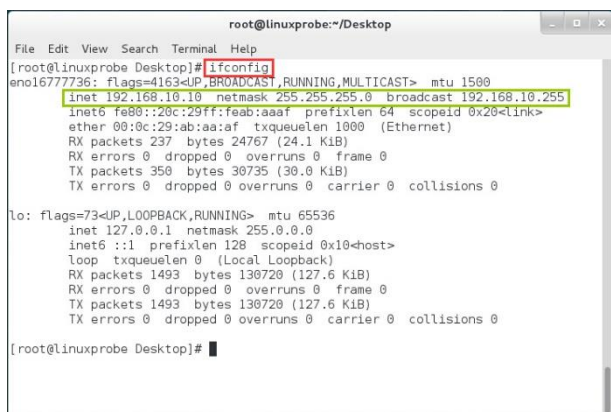 root@linuxprobe:~/Desktop
File Edit View Search Terminal Help
[root@linuxprobe Desktop]# ifconfig
eno16777736: flags=4163<UP,BROADCAST,RUNNING,MULTICAST>  mtu 1500
        inet 192.168.10.10  netmask 255.255.255.0  broadcast 192.168.10.255
        inet6 fe80::20c:29ff:feab:aaaf  prefixlen 64  scopeid 0x20<link>
        ether 00:0c:29:ab:aa:af  txqueuelen 1000  (Ethernet)
        RX packets 237  bytes 24767 (24.1 KiB)
        RX errors 0  dropped 0  overruns 0  frame 0
        TX packets 350  bytes 30735 (30.0 KiB)
        TX errors 0  dropped 0 overruns 0  carrier 0  collisions 0
lo: flags=73<UP,LOOPBACK,RUNNING>  mtu 65536
        inet 127.0.0.1  netmask 255.0.0.0
        inet6 ::1  prefixlen 128  scopeid 0x10<host>
        loop  txqueuelen 0  (Local Loopback)
        RX packets 1493  bytes 130720 (127.6 KiB)
        RX errors 0  dropped 0  overruns 0  frame 0
        TX packets 1493  bytes 130720 (127.6 KiB)
        TX errors 0  dropped 0 overruns 0  carrier 0  collisions 0
[root@linuxprobe Desktop]#